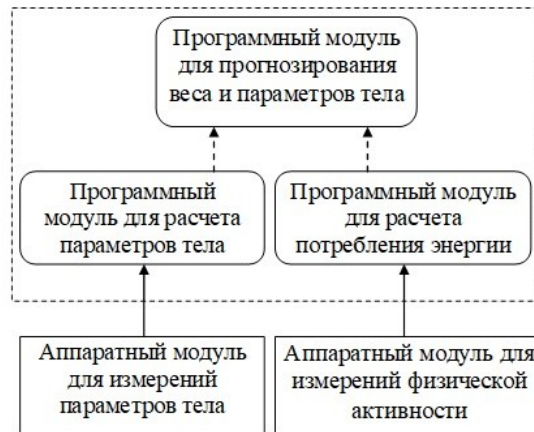 Программный модуль
для прогнозирования
веса и параметров тела
Программный
модуль для расчета
параметров тела
Программный модуль
для расчета
потребления энергии
Аппаратный модуль
для измерений
параметров тела
Аппаратный модуль для
измерений физической
активности